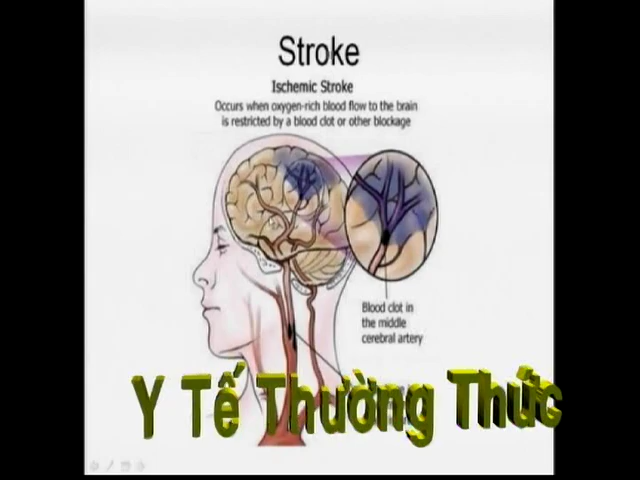 Stroke
Ischemic Stroke
Occurs when oxygen-rich blood flow to the brain
is restricted by a blood clot or other blockage
Blood clot in
the middle
cerebral artery
Y Tế Thường Thức